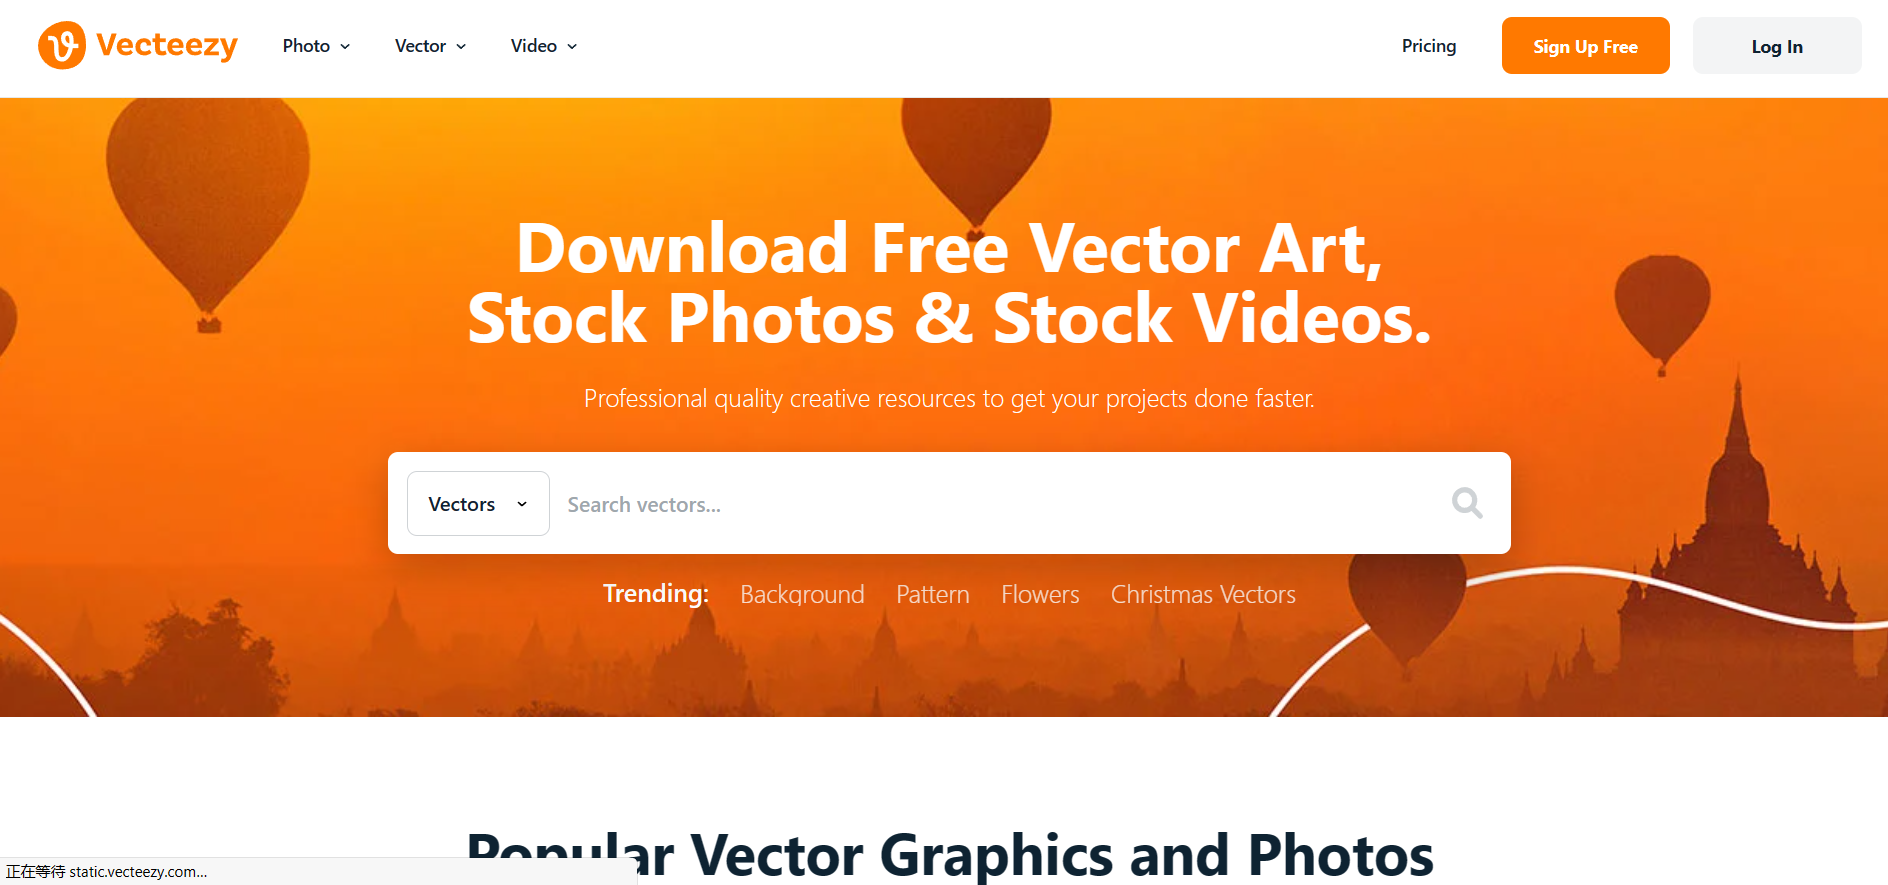 Vecteezy
Photo
Vector
Video
Pricing
Sign Up Free
Log In
Download Free Vector Art,
Stock Photos & Stock Videos.
Professional quality creative resources to get your projects done faster.
Vectors
Search vectors...
Trending: Background Pattern Flowers Christmas Vectors
Popular Vector Graphics and Photos
正在等待 static.vecteezy.com...